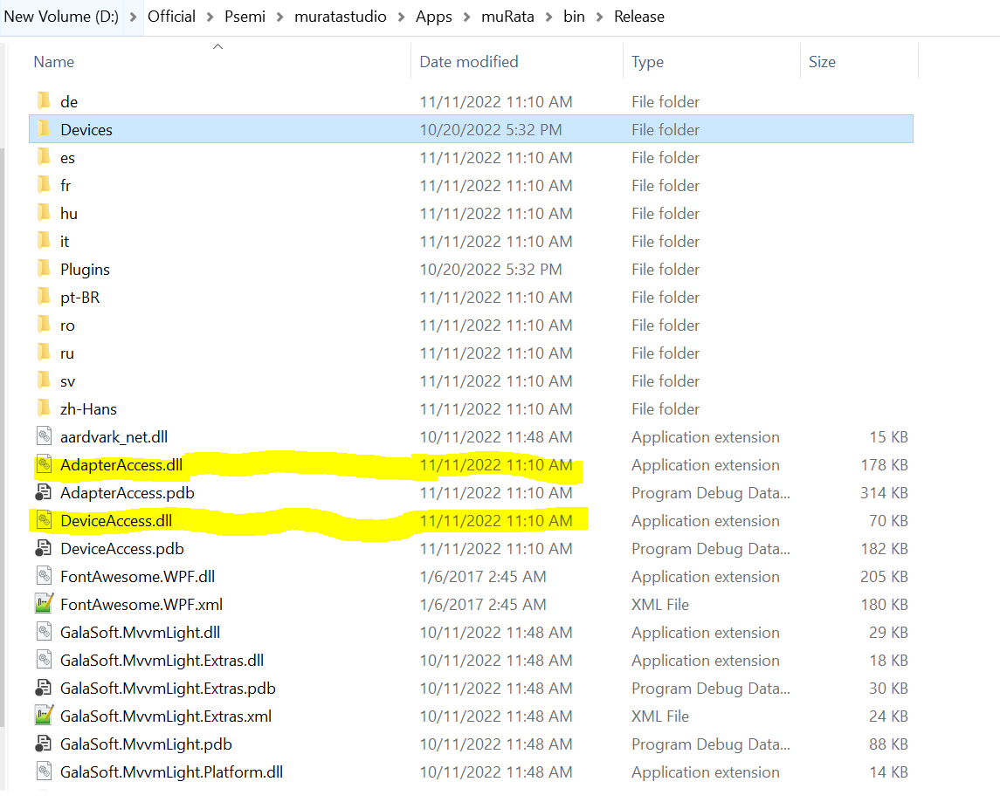 New Volume (D:) > Official > Psemi > muratastudio > Apps > muRata > bin > Release
Name Date modified Type Size
de 11/11/2022 11:10 AM File folder
Devices 10/20/2022 5:32 PM File folder
es 11/11/2022 11:10 AM File folder
fr 11/11/2022 11:10 AM File folder
hu 11/11/2022 11:10 AM File folder
it 11/11/2022 11:10 AM File folder
Plugins 10/20/2022 5:32 PM File folder
pt-BR 11/11/2022 11:10 AM File folder
ro 11/11/2022 11:10 AM File folder
ru 11/11/2022 11:10 AM File folder
sv 11/11/2022 11:10 AM File folder
zh-Hans 11/11/2022 11:10 AM File folder
aardvark_net.dll 10/11/2022 11:48 AM Application extension 15 KB
AdapterAccess.dll 11/11/2022 11:10 AM Application extension 178 KB
AdapterAccess.pdb 11/11/2022 11:10 AM Program Debug Data... 314 KB
DeviceAccess.dll 11/11/2022 11:10 AM Application extension 70 KB
DeviceAccess.pdb 11/11/2022 11:10 AM Program Debug Data... 182 KB
FontAwesome.WPF.dll 1/6/2017 2:45 AM Application extension 205 KB
FontAwesome.WPF.xml 1/6/2017 2:45 AM XML File 180 KB
GalaSoft.MvvmLight.dll 10/11/2022 11:48 AM Application extension 29 KB
GalaSoft.MvvmLight.Extras.dll 10/11/2022 11:48 AM Application extension 18 KB
GalaSoft.MvvmLight.Extras.pdb 10/11/2022 11:48 AM Program Debug Data... 30 KB
GalaSoft.MvvmLight.Extras.xml 10/11/2022 11:48 AM XML File 24 KB
GalaSoft.MvvmLight.pdb 10/11/2022 11:48 AM Program Debug Data... 88 KB
GalaSoft.MvvmLight.Platform.dll 10/11/2022 11:48 AM Application extension 14 KB